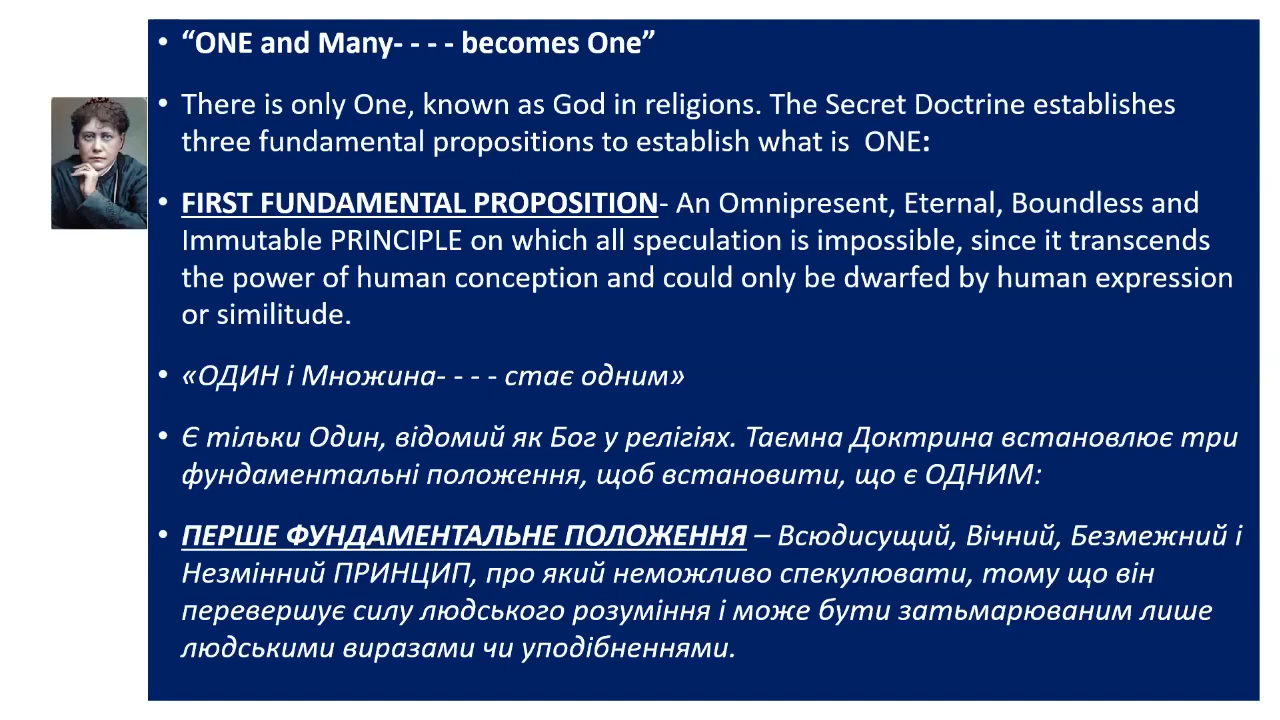 • “ONE and Many- - - - becomes One”
• There is only One, known as God in religions. The Secret Doctrine establishes
three fundamental propositions to establish what is  ONE:
• FIRST FUNDAMENTAL PROPOSITION- An Omnipresent, Eternal, Boundless and
Immutable PRINCIPLE on which all speculation is impossible, since it transcends
the power of human conception and could only be dwarfed by human expression
or similitude.
• «ОДИН і Множина- - - - стає одним»
• Є тільки Один, відомий як Бог у релігіях. Таємна Доктрина встановлює три
фундаментальні положення, щоб встановити, що є ОДНИМ:
• ПЕРШЕ ФУНДАМЕНТАЛЬНЕ ПОЛОЖЕННЯ – Всюдисущий, Вічний, Безмежний і
Незмінний ПРИНЦИП, про який неможливо спекулювати, тому що він
перевершує силу людського розуміння і може бути затьмарюваним лише
людськими виразами чи уподібненнями.